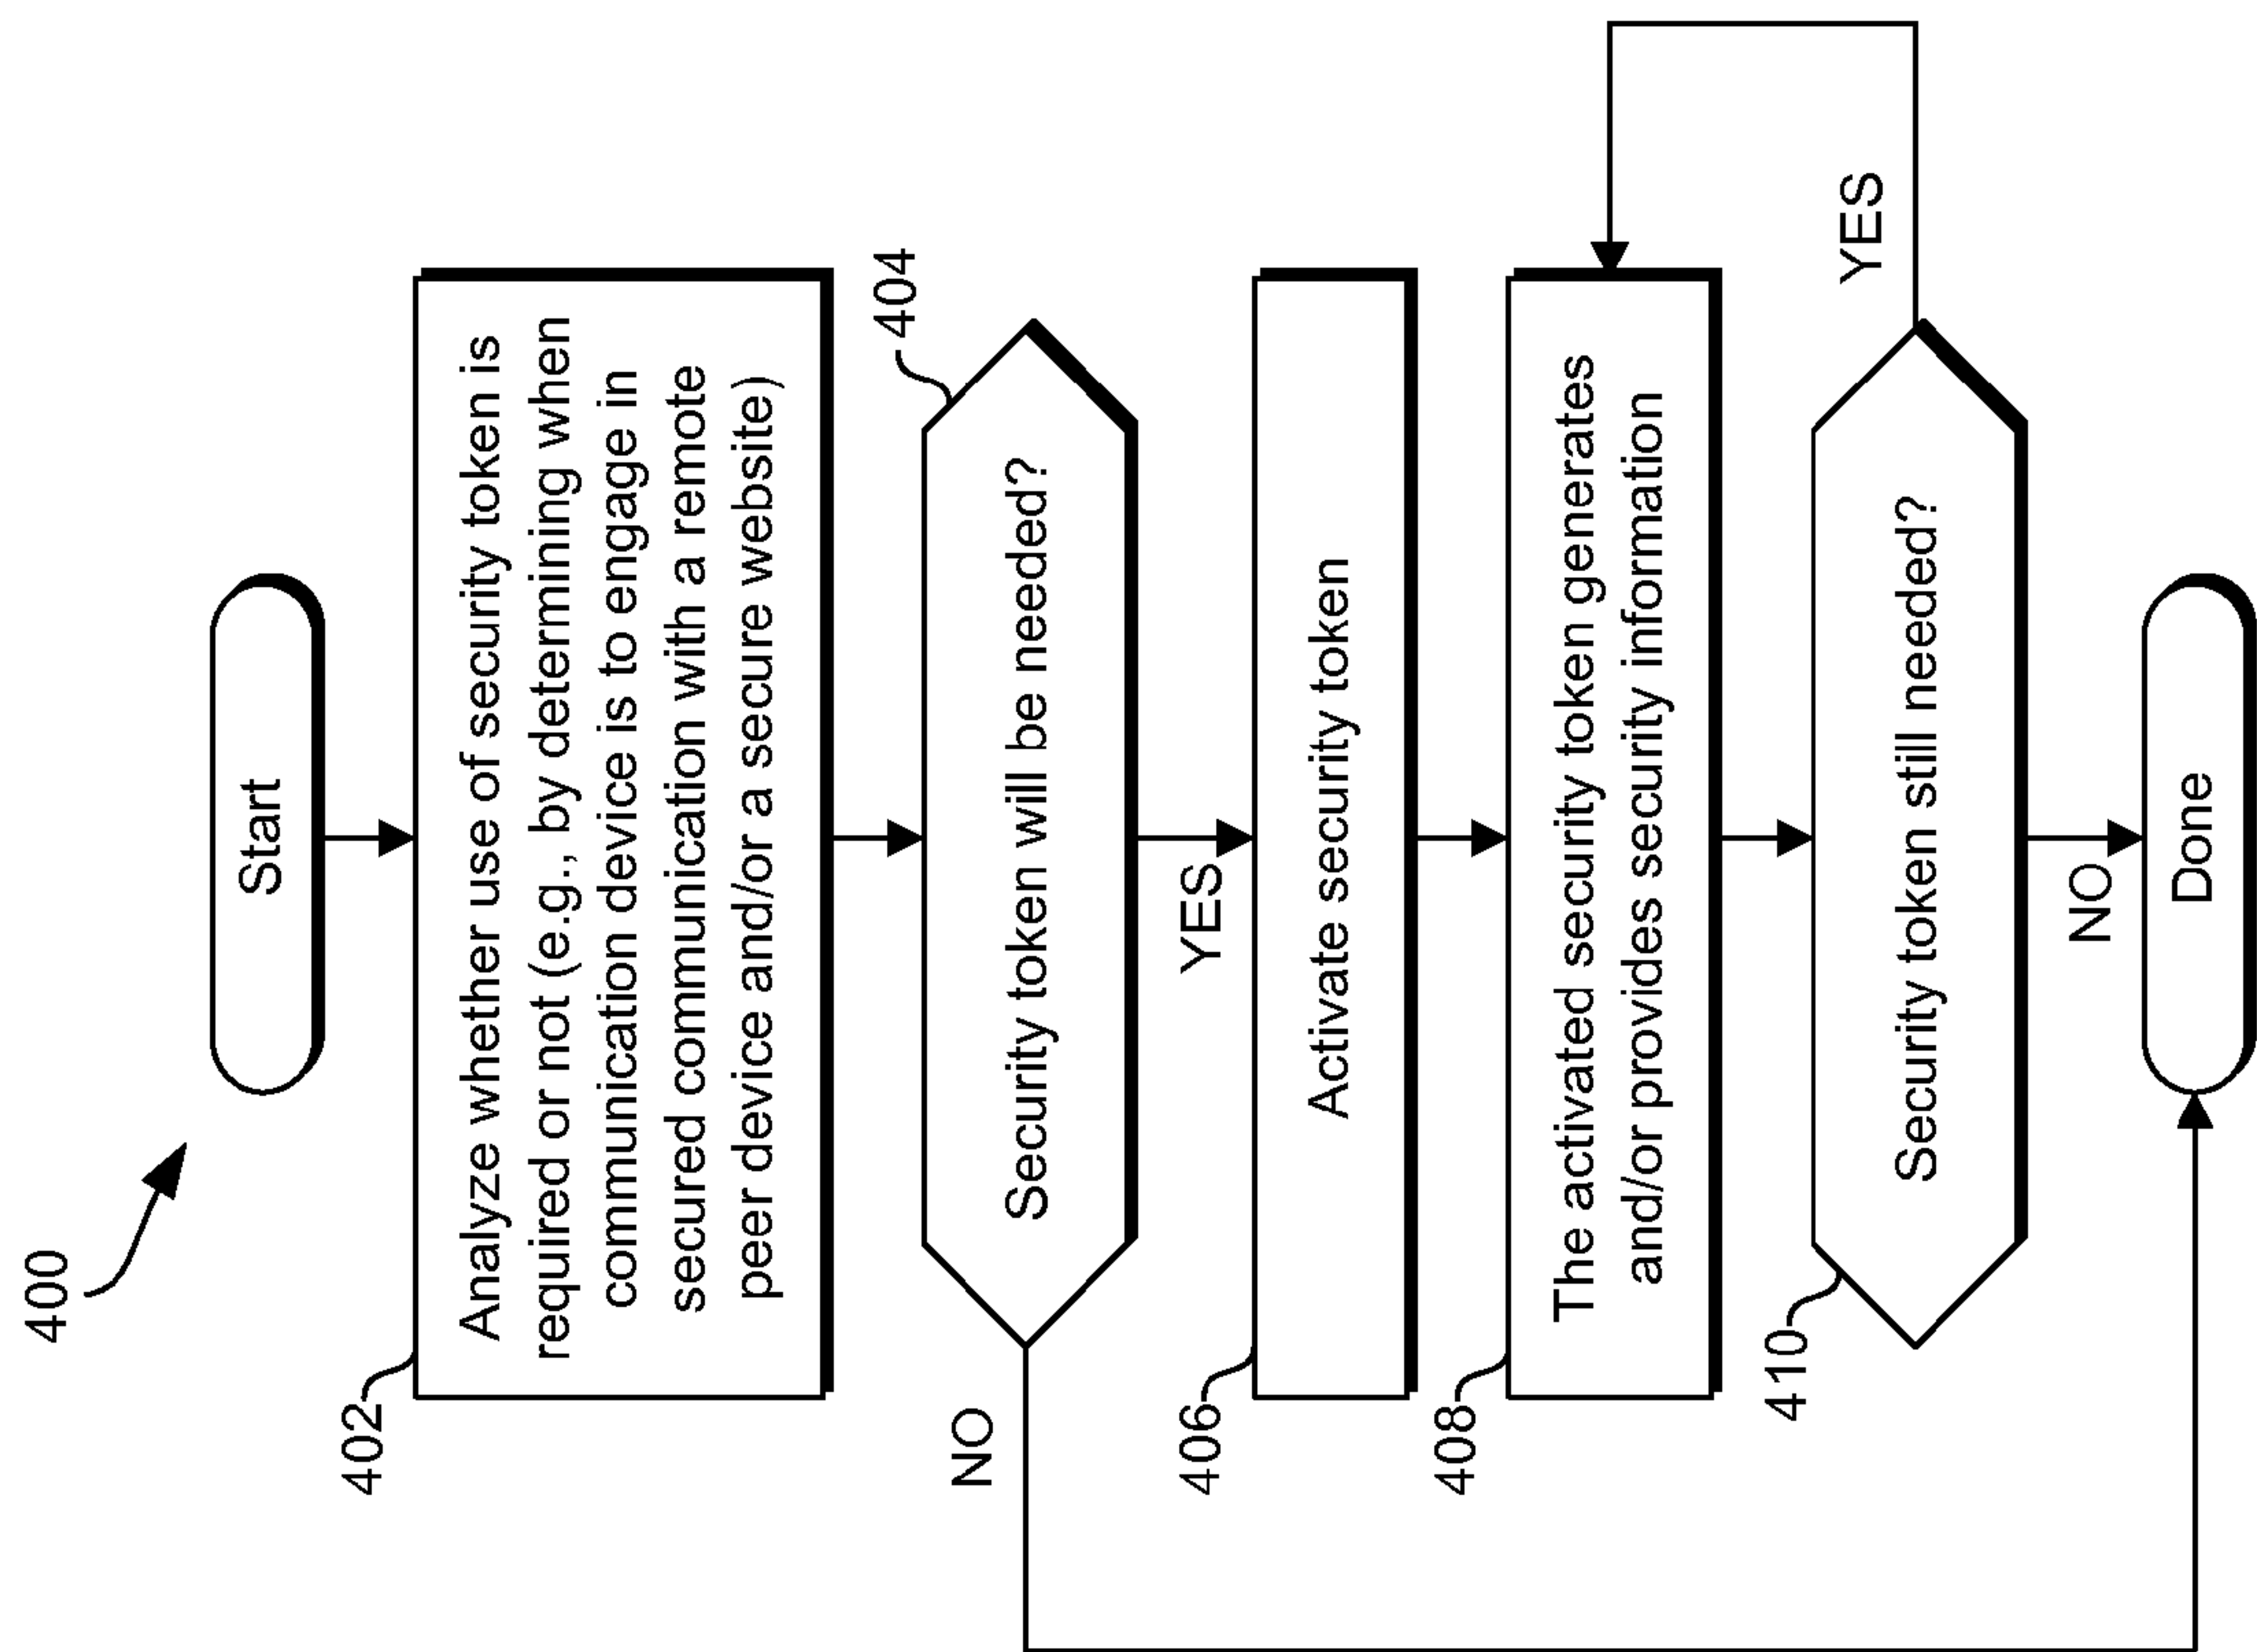 400
Start
402
Analyze whether use of security token is
required or not (e.g., by determining when
communication device is to engage in
secured communication with a remote
peer device and/or a secure website)
404
Security token will be needed?
NO
YES
406
Activate security token
408
The activated security token generates
and/or provides security information
410
Security token still needed?
YES
NO
Done